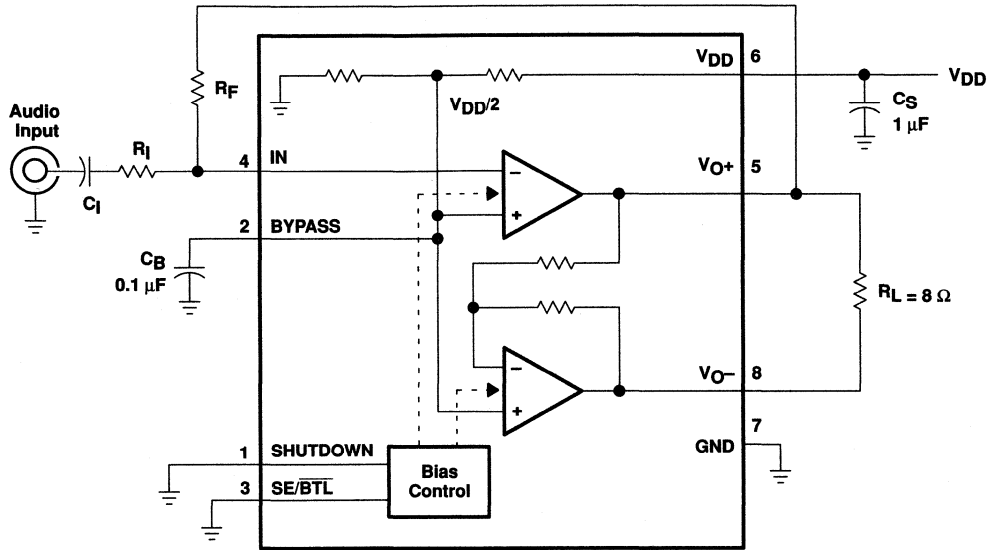 VDD 6
VDD
RF
VDD/2
CS
1 µF
Audio
Input
RI
4 IN
VO+ 5
−
+
CI
2 BYPASS
CB
0.1 µF
RL = 8 Ω
−
+
VO− 8
7
GND
1 SHUTDOWN
Bias
Control
3 SE/B̅T̅L̅